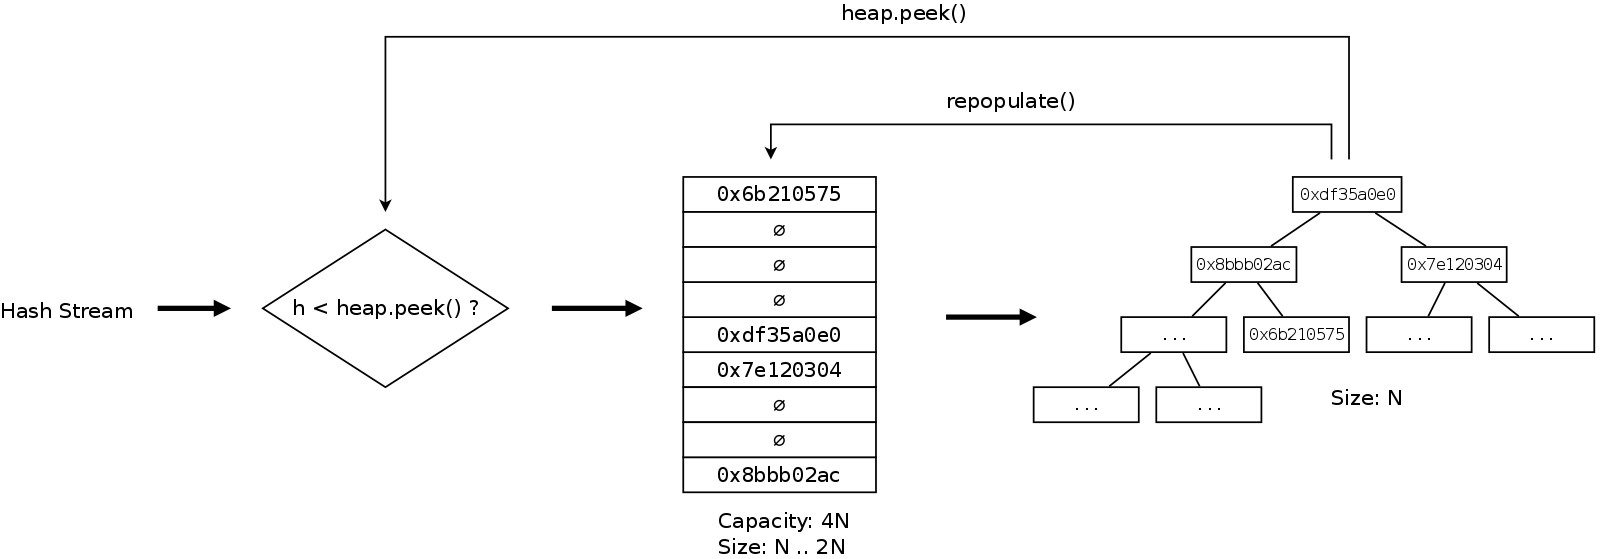 heap.peek()
repopulate()
Hash Stream
h < heap.peek() ?
0x6b210575
∅
∅
∅
0xdf35a0e0
0x7e120304
∅
∅
0x8bbb02ac
Capacity: 4N
Size: N .. 2N
0xdf35a0e0
0x8bbb02ac
0x7e120304
...
0x6b210575
...
...
...
...
Size: N